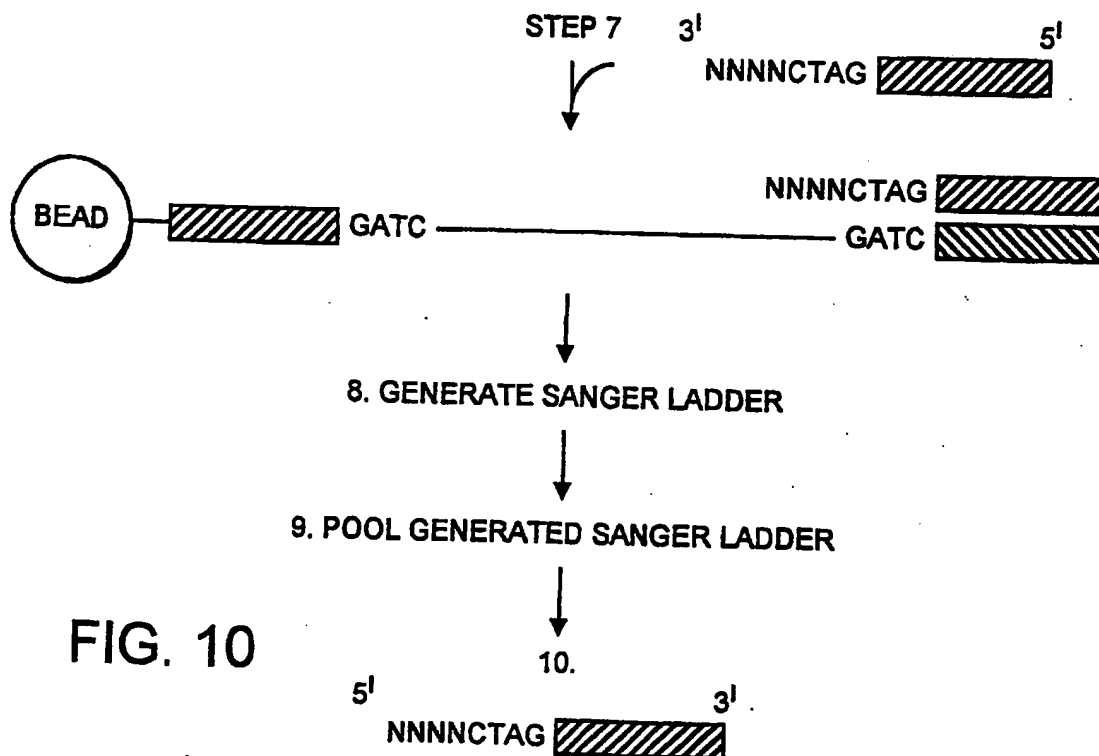 STEP 7 3' 5'
NNNNCTAG
NNNNCTAG
BEAD GATC GATC
8. GENERATE SANGER LADDER
9. POOL GENERATED SANGER LADDER
FIG. 10
10.
5' 3'
NNNNCTAG